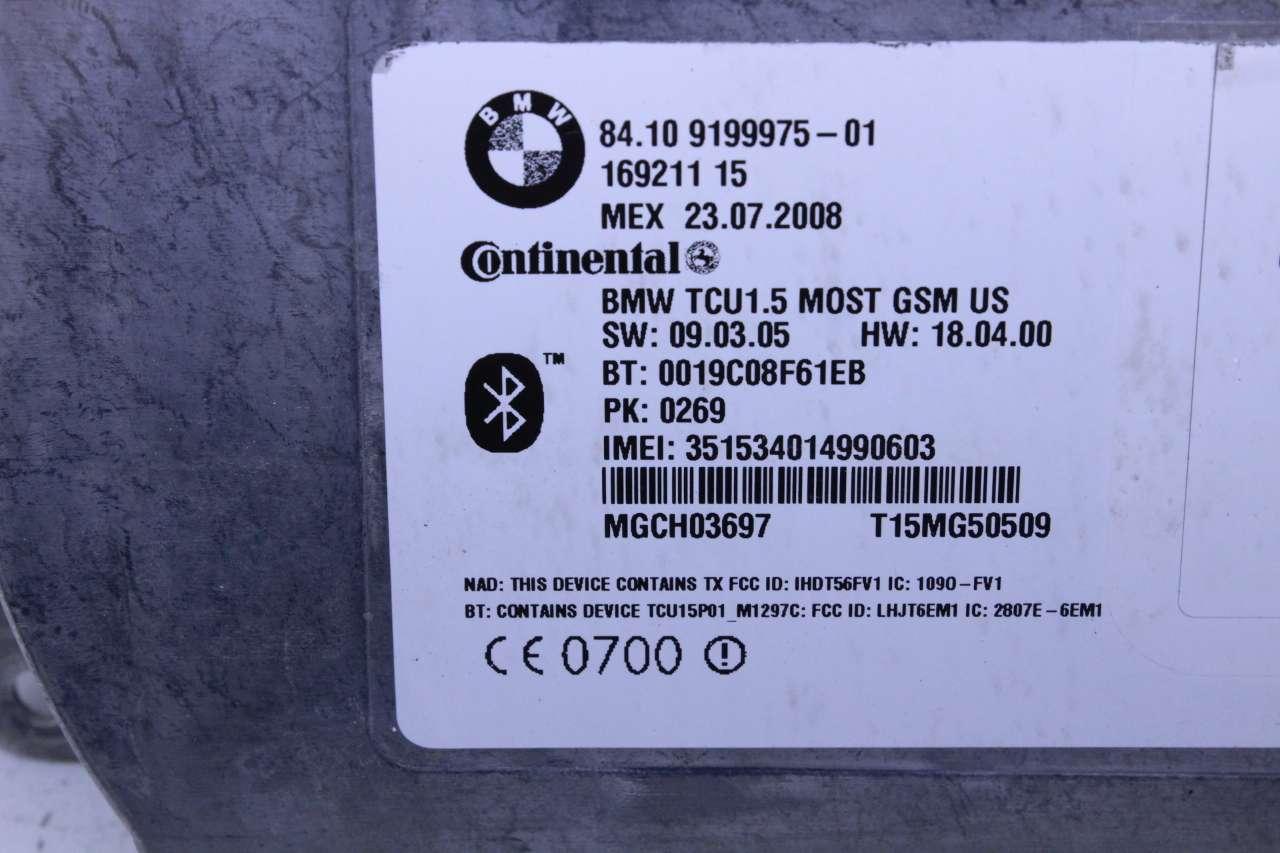 BMW
84.10 9199975-01
169211 15
MEX 23.07.2008
Continental
BMW TCU1.5 MOST GSM US
SW: 09.03.05 HW: 18.04.00
TM
BT: 0019C08F61EB
PK: 0269
IMEI: 351534014990603
MGCH03697 T15MG50509
NAD: THIS DEVICE CONTAINS TX FCC ID: IHDT56FV1 IC: 1090-FV1
BT: CONTAINS DEVICE TCU15P01_M1297C: FCC ID: LHJT6EM1 IC: 2807E-6EM1
CE 0700